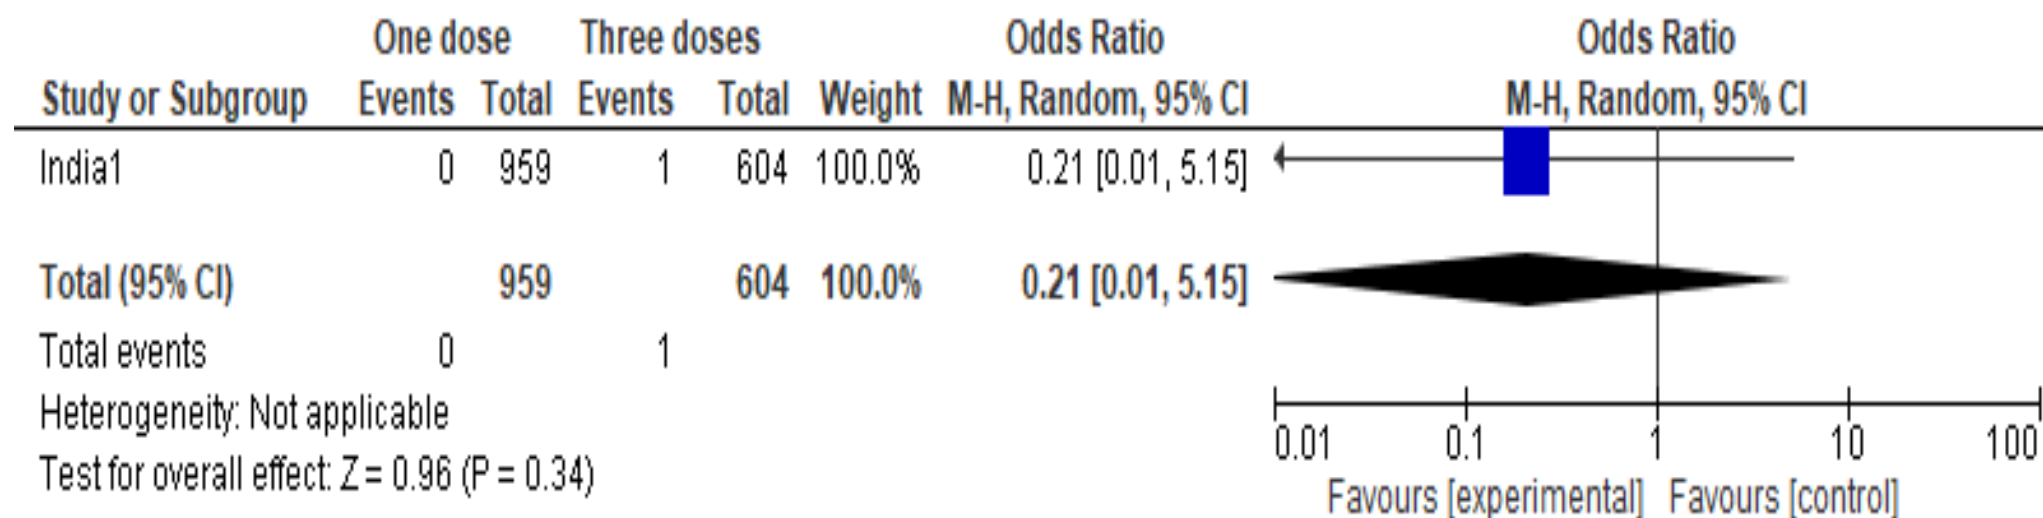 One dose Three doses Odds Ratio Odds Ratio
Study or Subgroup Events Total Events Total Weight M-H, Random, 95% CI M-H, Random, 95% CI
India1 0 959 1 604 100.0% 0.21 [0.01, 5.15]
Total (95% CI) 959 604 100.0% 0.21 [0.01, 5.15]
Total events 0 1
Heterogeneity: Not applicable
Test for overall effect: Z = 0.96 (P = 0.34)
0.01 0.1 1 10 100
Favours [experimental] Favours [control]